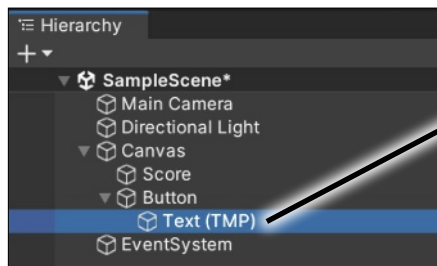 Hierarchy
SampleScene*
Main Camera
Directional Light
Canvas
Score
Button
Text (TMP)
EventSystem